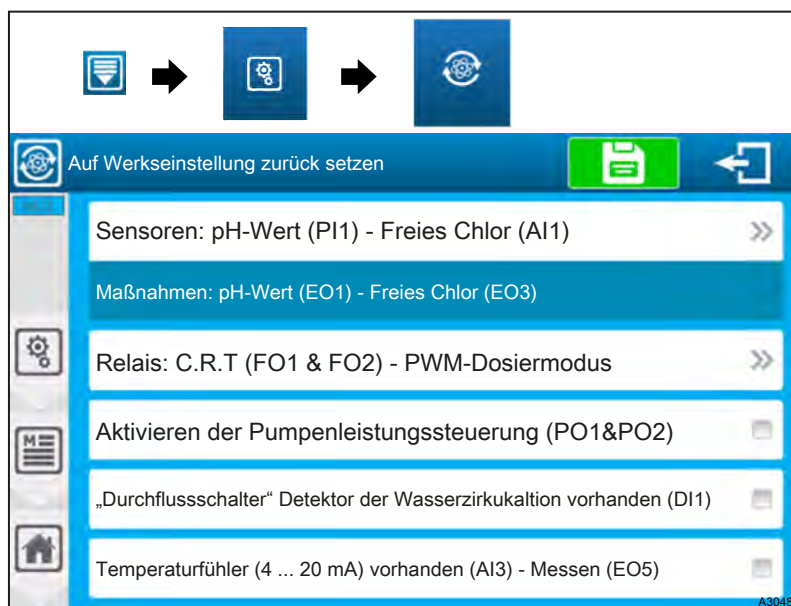 Auf Werkseinstellung zurück setzen
Sensoren: pH-Wert (PI1) - Freies Chlor (AI1)
Maßnahmen: pH-Wert (EO1) - Freies Chlor (EO3)
Relais: C.R.T (FO1 & FO2) - PWM-Dosiermodus
Aktivieren der Pumpenleistungssteuerung (PO1&PO2)
„Durchflussschalter“ Detektor der Wasserzirkukaltion vorhanden (DI1)
Temperaturfühler (4 ... 20 mA) vorhanden (AI3) - Messen (EO5)
M
A3048